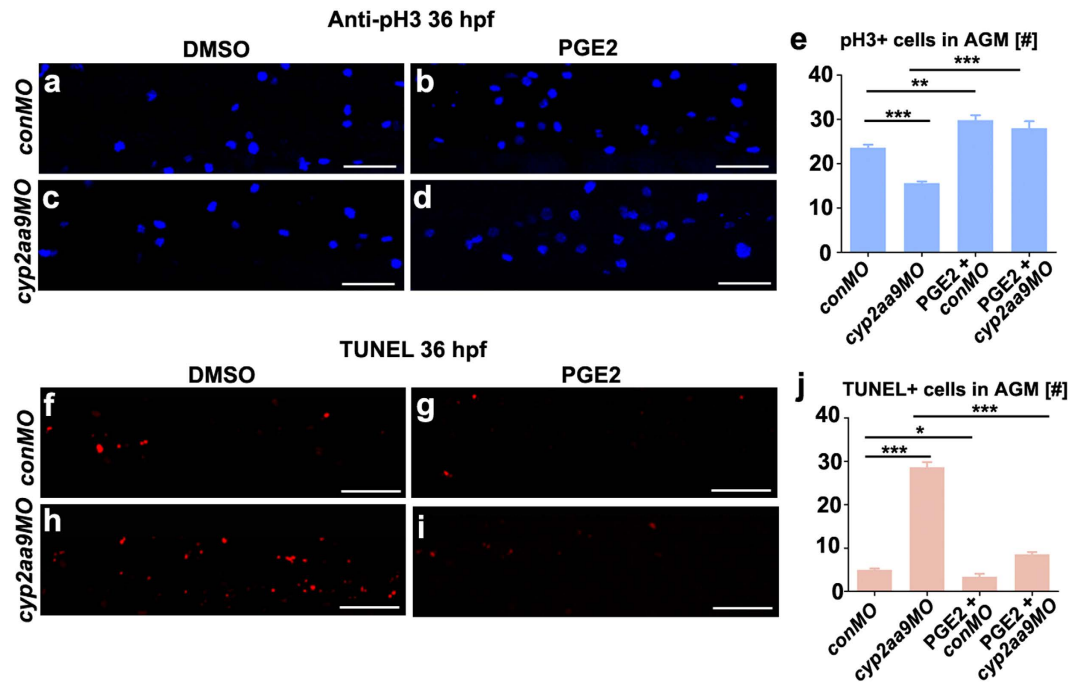 Anti-pH3 36 hpf
DMSO
PGE2
conMO
cyp2aa9MO
a
b
c
d
e
pH3+ cells in AGM [#]
40
30
20
10
0
***
**
***
conMO
cyp2aa9MO
PGE2 +
conMO
PGE2 +
cyp2aa9MO
TUNEL 36 hpf
DMSO
PGE2
conMO
cyp2aa9MO
f
g
h
i
j
TUNEL+ cells in AGM [#]
40
30
20
10
0
***
*
***
conMO
cyp2aa9MO
PGE2 +
conMO
PGE2 +
cyp2aa9MO